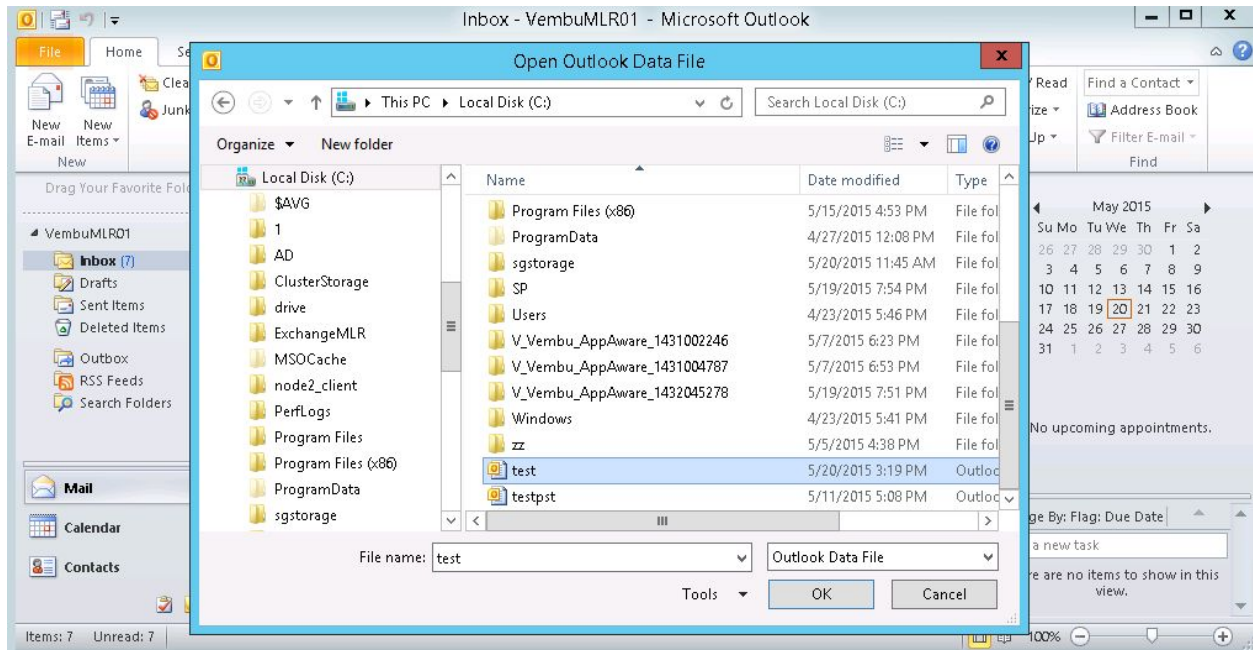 Inbox - VembuMLR01 - Microsoft Outlook
File Home Se
Clea
Junk
New E-mail
New Items
New
Read
Find a Contact
Address Book
Filter E-mail
Find
Drag Your Favorite Fol
VembuMLR01
Inbox (7)
Drafts
Sent Items
Deleted Items
Outbox
RSS Feeds
Search Folders
Mail
Calendar
Contacts
Items: 7 Unread: 7
Open Outlook Data File
This PC Local Disk (C:)
Search Local Disk (C:)
Organize New folder
Local Disk (C:)
$AVG
1
AD
ClusterStorage
drive
ExchangeMLR
MSOCache
node2_client
PerfLogs
Program Files
Program Files (x86)
ProgramData
sgstorage
Name Date modified Type
Program Files (x86) 5/15/2015 4:53 PM File fol
ProgramData 4/27/2015 12:08 PM File fol
sgstorage 5/20/2015 11:45 AM File fol
SP 5/19/2015 7:54 PM File fol
Users 4/23/2015 5:46 PM File fol
V_Vembu_AppAware_1431002246 5/7/2015 6:23 PM File fol
V_Vembu_AppAware_1431004787 5/7/2015 6:53 PM File fol
V_Vembu_AppAware_1432045278 5/19/2015 7:51 PM File fol
Windows 4/23/2015 5:41 PM File fol
zz 5/5/2015 4:38 PM File fol
test 5/20/2015 3:19 PM Outloc
testpst 5/11/2015 5:08 PM Outloc
File name: test
Outlook Data File
Tools OK Cancel
May 2015
Su Mo Tu We Th Fr Sa
26 27 28 29 30 1 2
3 4 5 6 7 8 9
10 11 12 13 14 15 16
17 18 19 20 21 22 23
24 25 26 27 28 29 30
31 1 2 3 4 5 6
No upcoming appointments.
ge By: Flag: Due Date
a new task
re are no items to show in this
view.
100%